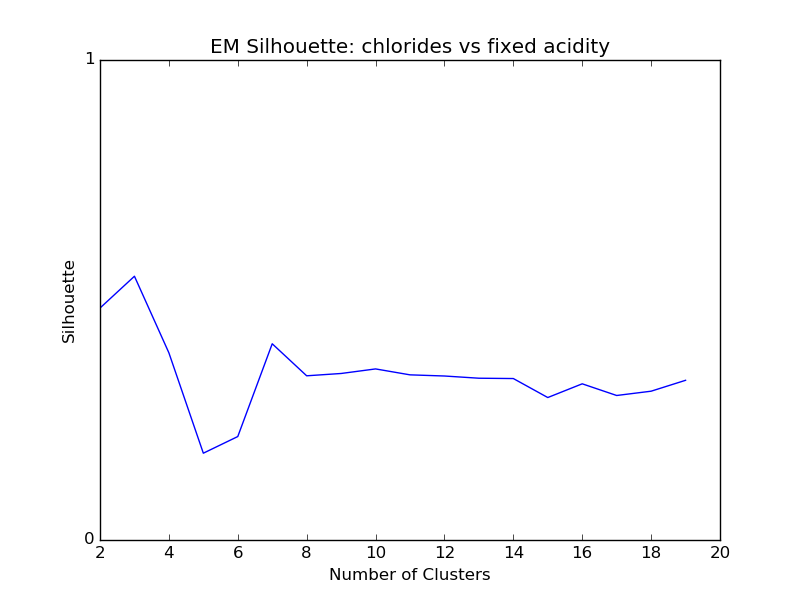 EM Silhouette: chlorides vs fixed acidity
1
Silhouette
0
2 4 6 8 10 12 14 16 18 20
Number of Clusters